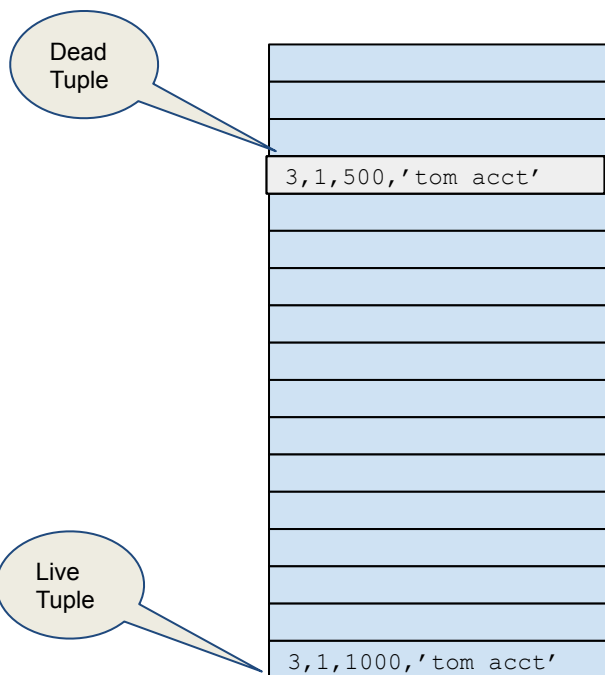 Dead
Tuple
3,1,500,’tom acct’
Live
Tuple
3,1,1000,’tom acct’